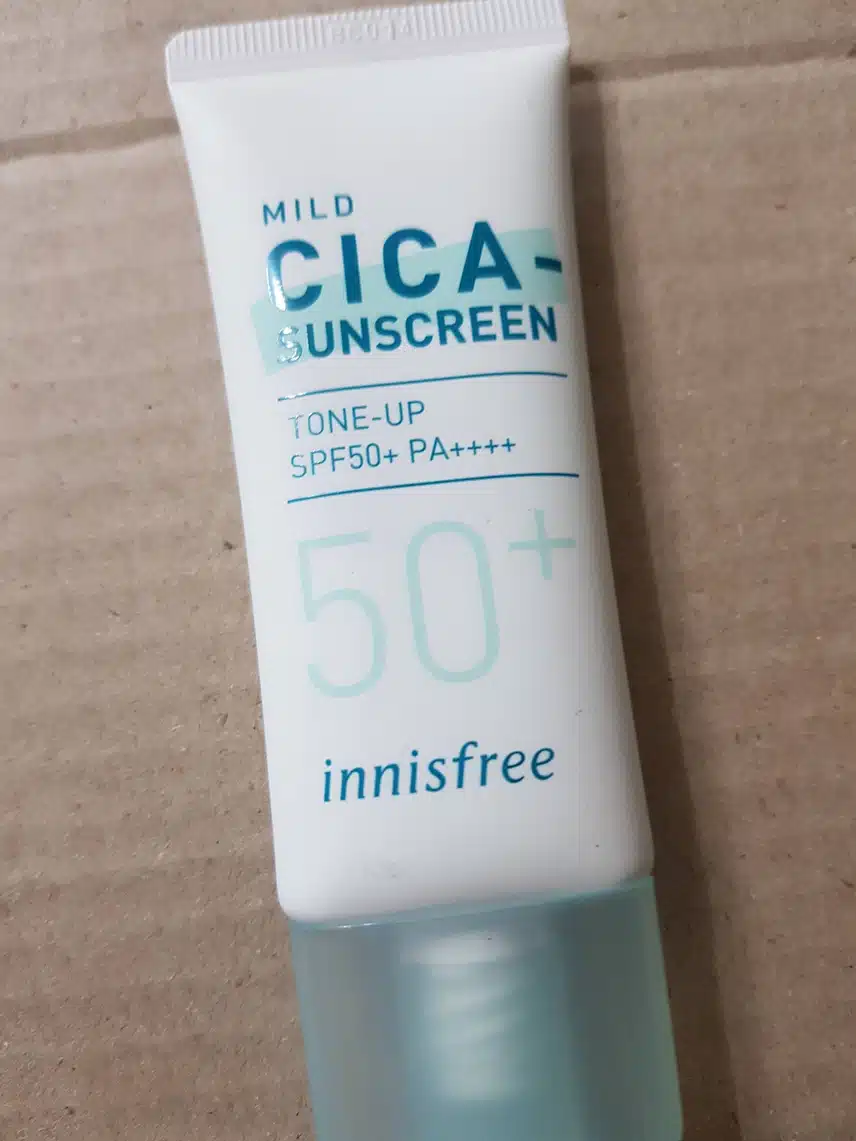 MILD
CICA-
SUNSCREEN
TONE-UP
SPF50+ PA++++
50+
innisfree